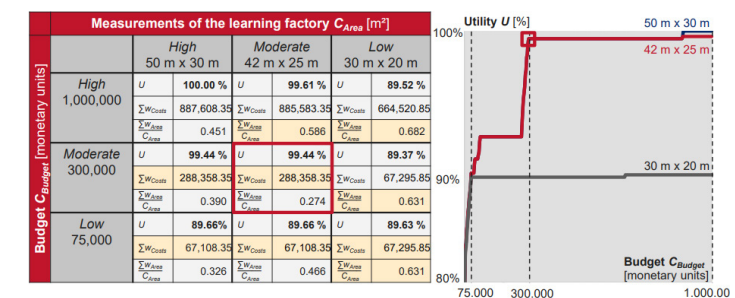 Measurements of the learning factory C_Area [m²]
High Moderate Low
50 m x 30 m 42 m x 25 m 30 m x 20 m
Budget C_Budget [monetary units]
High
1,000,000
U 100.00 % U 99.61 % U 89.52 %
∑w_Costs 887,608.35 ∑w_Costs 885,583.35 ∑w_Costs 664,520.85
∑w_Area / C_Area 0.451 ∑w_Area / C_Area 0.586 ∑w_Area / C_Area 0.682
Moderate
300,000
U 99.44 % U 99.44 % U 89.37 %
∑w_Costs 288,358.35 ∑w_Costs 288,358.35 ∑w_Costs 67,295.85
∑w_Area / C_Area 0.390 ∑w_Area / C_Area 0.274 ∑w_Area / C_Area 0.631
Low
75,000
U 89.66% U 89.66 % U 89.63 %
∑w_Costs 67,108.35 ∑w_Costs 67,108.35 ∑w_Costs 67,295.85
∑w_Area / C_Area 0.326 ∑w_Area / C_Area 0.466 ∑w_Area / C_Area 0.631
Utility U [%]
100%
90%
80%
50 m x 30 m
42 m x 25 m
30 m x 20 m
Budget C_Budget
[monetary units]
75.000 300.000 1.000.00